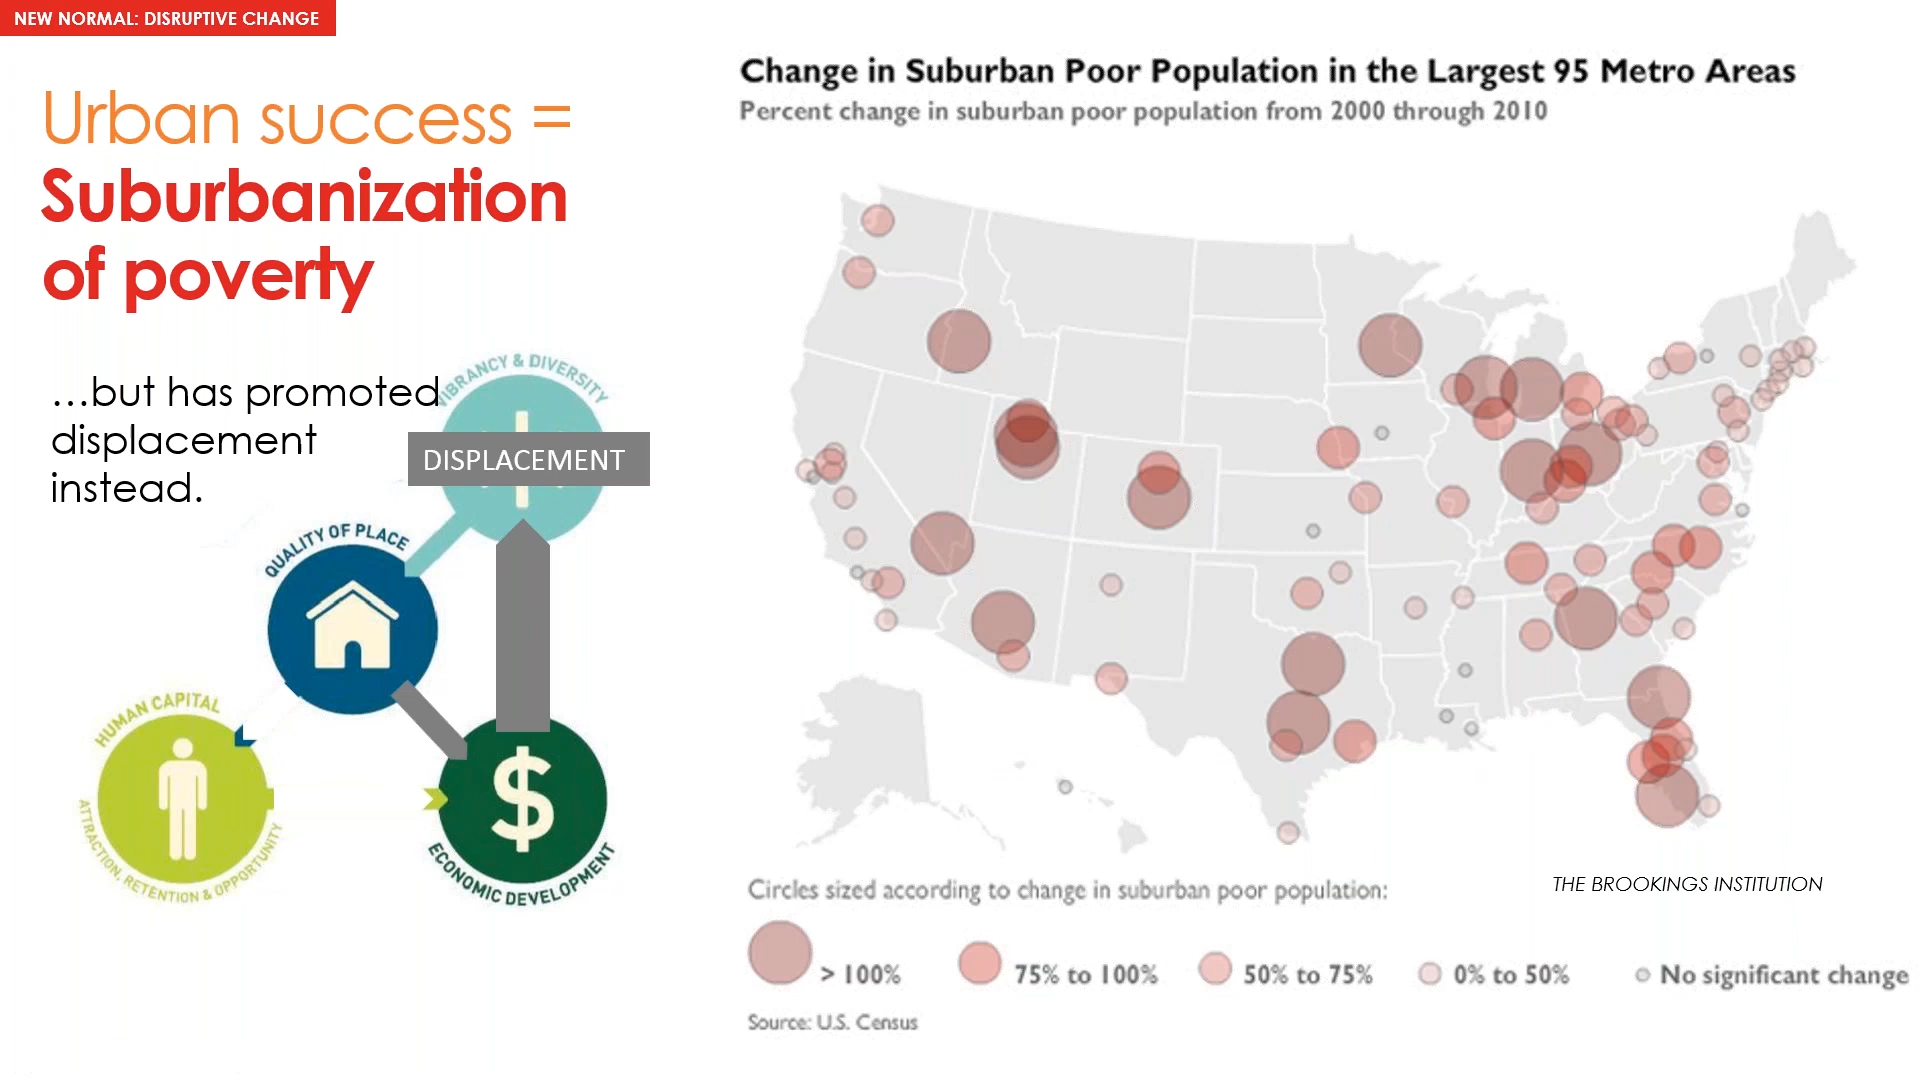 NEW NORMAL: DISRUPTIVE CHANGE
Urban success =
Suburbanization
of poverty
…but has promoted
displacement
instead.
VIBRANCY & DIVERSITY
DISPLACEMENT
QUALITY OF PLACE
HUMAN CAPITAL
ATTRACTION, RETENTION & OPPORTUNITY
$
ECONOMIC DEVELOPMENT
Change in Suburban Poor Population in the Largest 95 Metro Areas
Percent change in suburban poor population from 2000 through 2010
THE BROOKINGS INSTITUTION
Circles sized according to change in suburban poor population:
> 100%
75% to 100%
50% to 75%
0% to 50%
No significant change
Source: U.S. Census